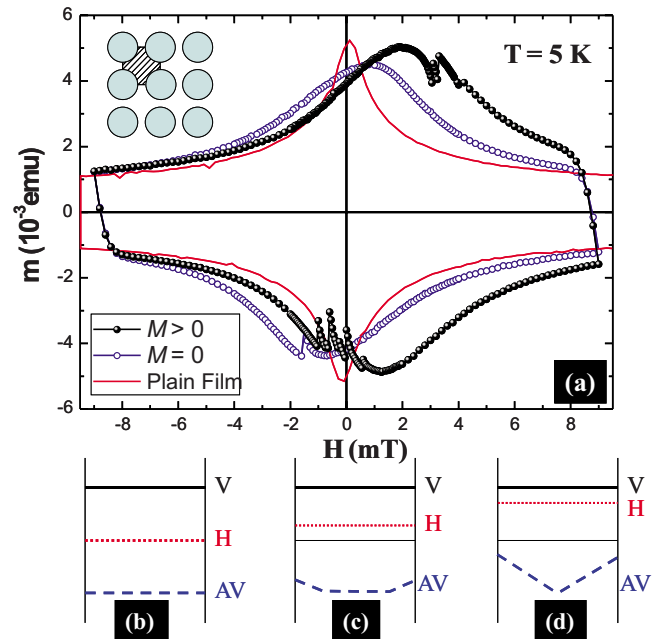 T = 5 K
m (10⁻³emu)
6
4
2
0
-2
-4
-6
M > 0
M = 0
Plain Film
(a)
-8 -6 -4 -2 0 2 4 6 8
H (mT)
V
H
AV
(b)
V
H
AV
(c)
V
H
AV
(d)